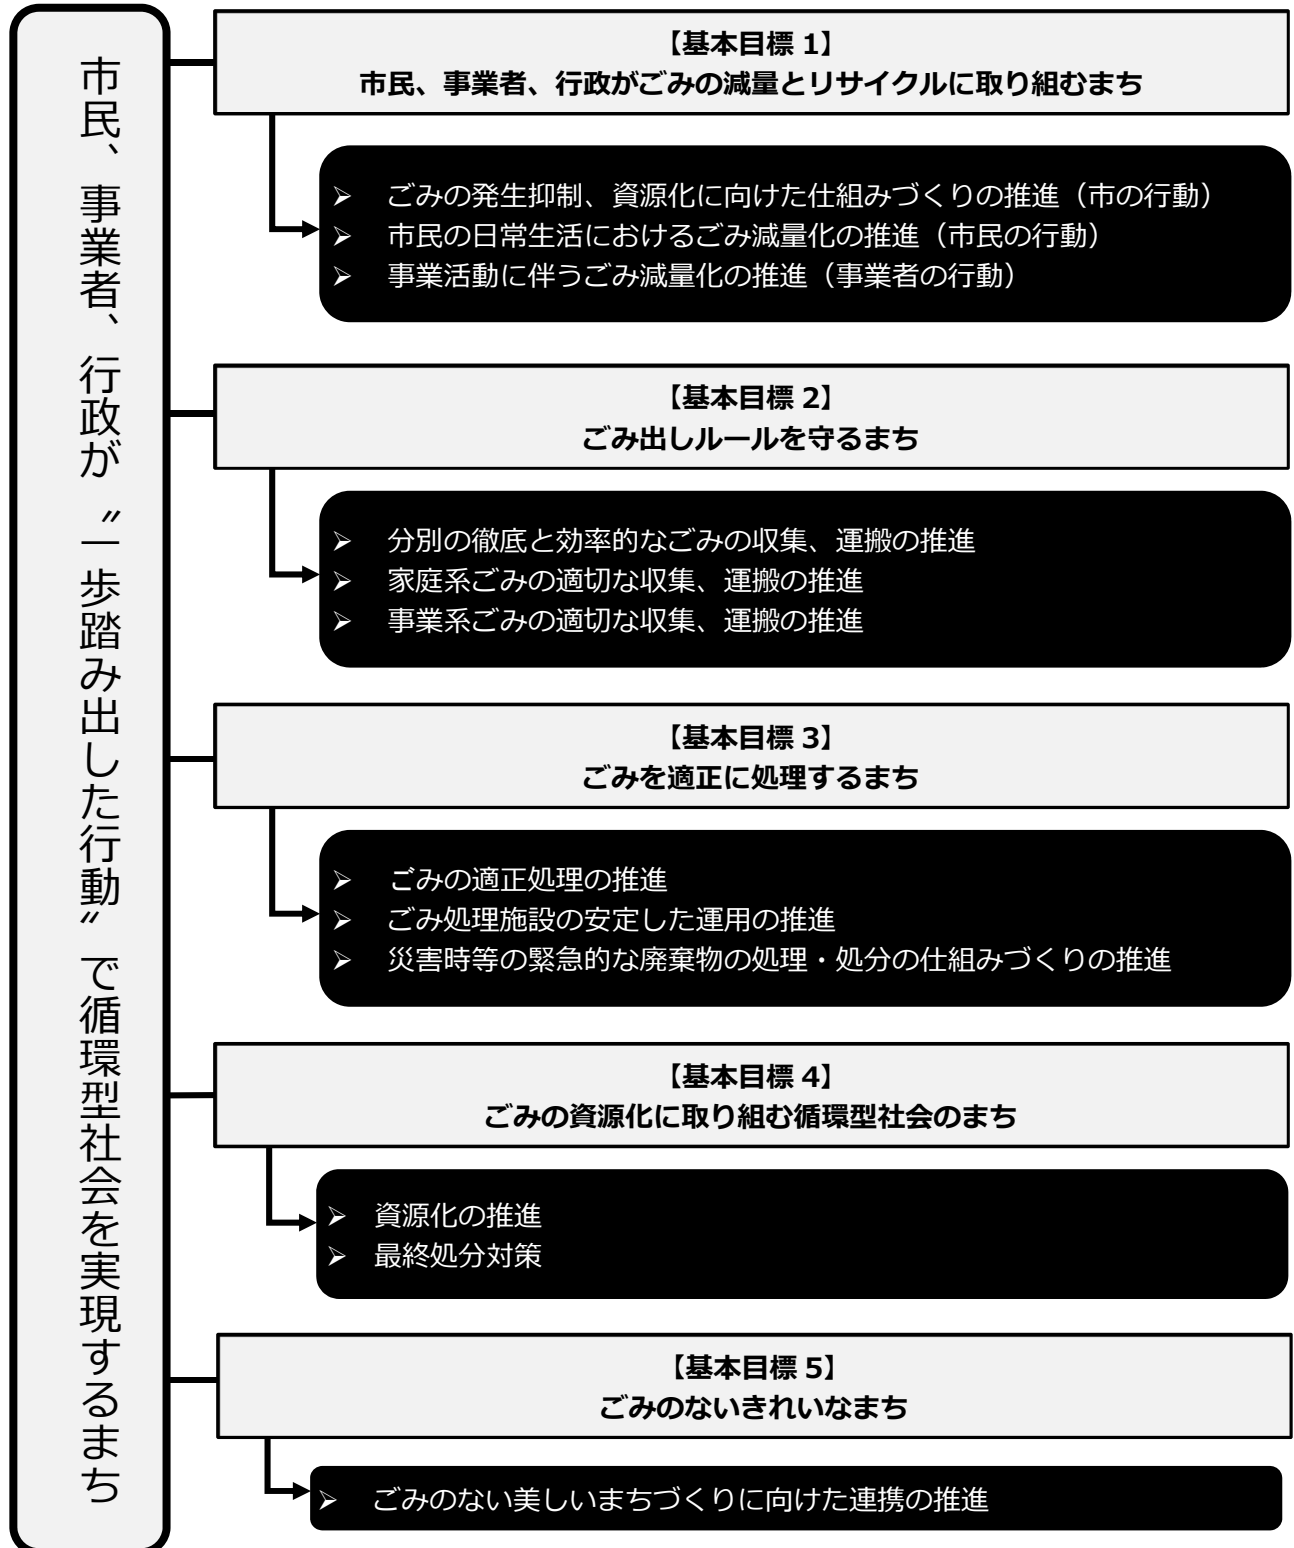 市民、事業者、行政が〝一歩踏み出した行動〞で循環型社会を実現するまち
【基本目標 1】
市民、事業者、行政がごみの減量とリサイクルに取り組むまち
➢ ごみの発生抑制、資源化に向けた仕組みづくりの推進（市の行動）
➢ 市民の日常生活におけるごみ減量化の推進（市民の行動）
➢ 事業活動に伴うごみ減量化の推進（事業者の行動）
【基本目標 2】
ごみ出しルールを守るまち
➢ 分別の徹底と効率的なごみの収集、運搬の推進
➢ 家庭系ごみの適切な収集、運搬の推進
➢ 事業系ごみの適切な収集、運搬の推進
【基本目標 3】
ごみを適正に処理するまち
➢ ごみの適正処理の推進
➢ ごみ処理施設の安定した運用の推進
➢ 災害時等の緊急的な廃棄物の処理・処分の仕組みづくりの推進
【基本目標 4】
ごみの資源化に取り組む循環型社会のまち
➢ 資源化の推進
➢ 最終処分対策
【基本目標 5】
ごみのないきれいなまち
➢ ごみのない美しいまちづくりに向けた連携の推進